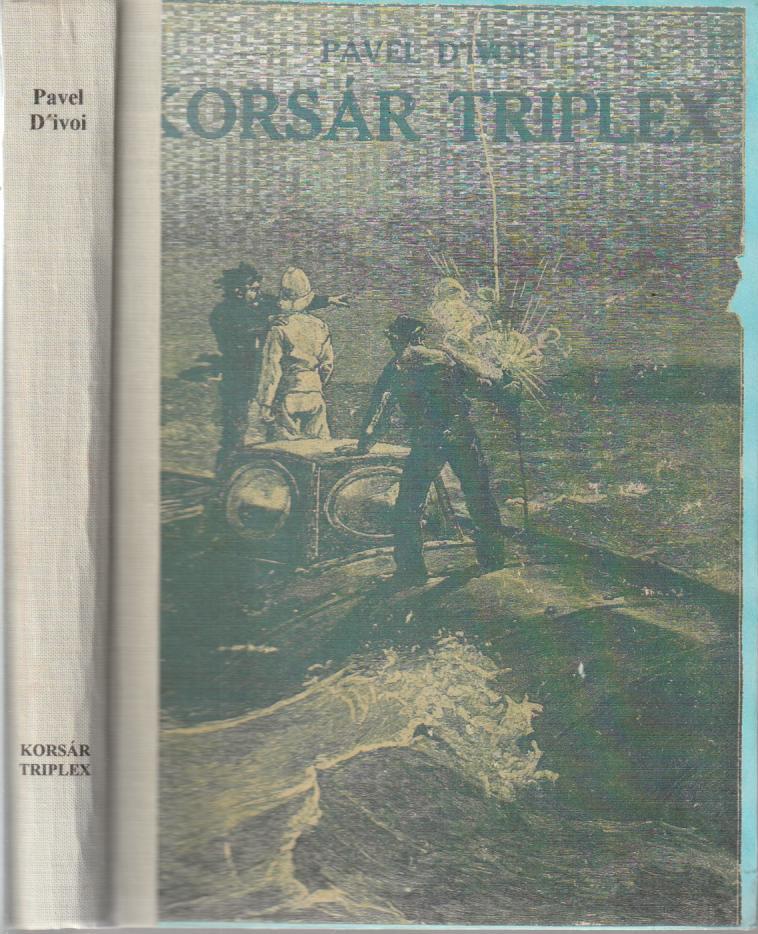 Pavel
D'ivoi
KORSÁR
TRIPLEX
PAVEL D'IVOI
KORSÁR TRIPLEX